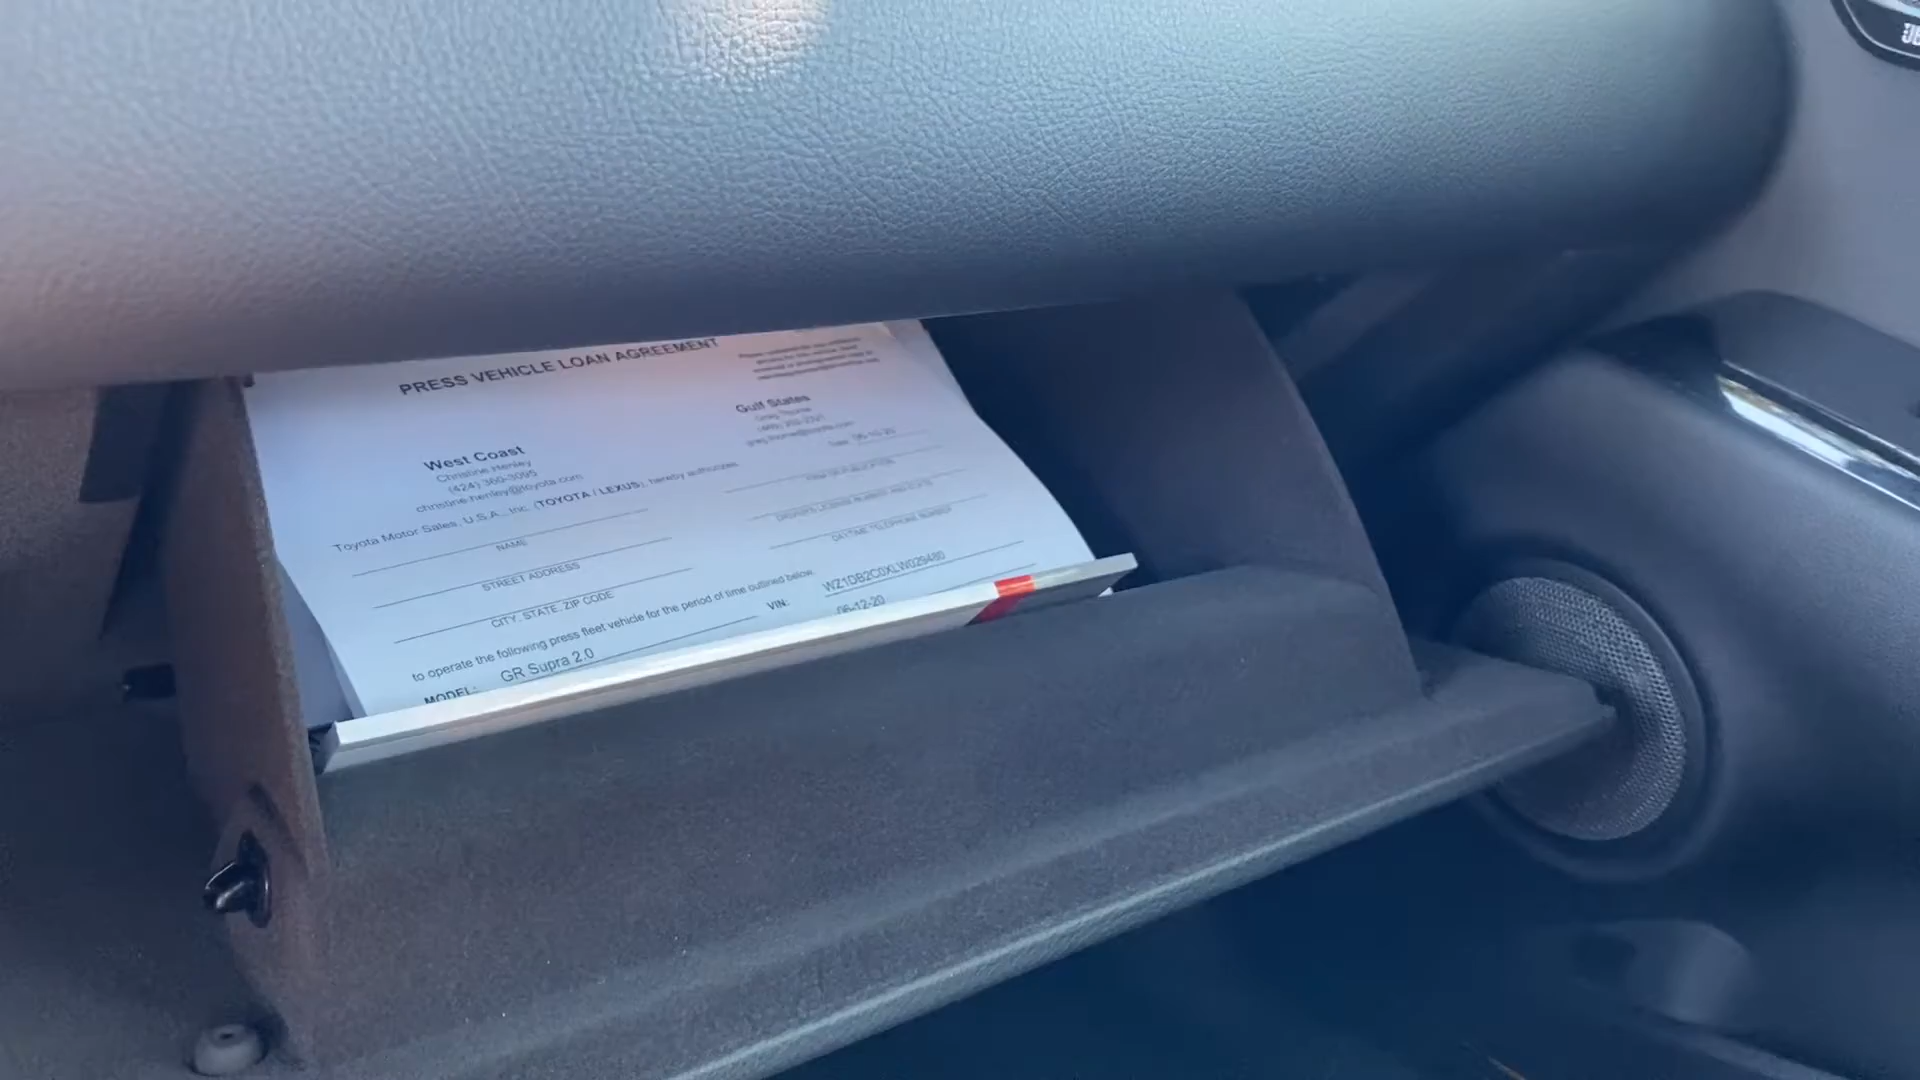 PRESS VEHICLE LOAN AGREEMENT
Gulf States
West Coast
Christine Henley
(424) 360-3095
christine.henley@toyota.com
Toyota Motor Sales, U.S.A., Inc. (TOYOTA / LEXUS), hereby authorizes
NAME
DRIVER'S LICENSE NUMBER AND STATE
STREET ADDRESS
DAYTIME TELEPHONE NUMBER
CITY, STATE, ZIP CODE
to operate the following press fleet vehicle for the period of time outlined below.
MODEL: GR Supra 2.0
VIN: WZ1DB2C0XLW029480
06-12-20